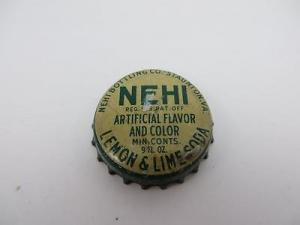 NEHI BOTTLING CO. STAUNTON, VA.
NEHI
REG. U.S. PAT. OFF.
ARTIFICIAL FLAVOR
AND COLOR
MIN. CONTS.
9 FL. OZ.
LEMON & LIME SODA